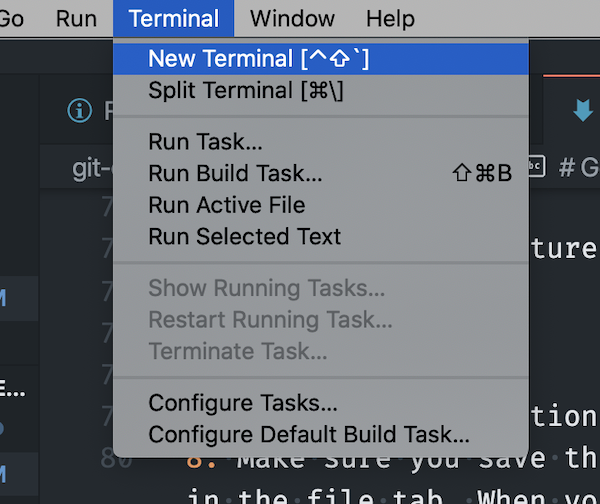 Go Run Terminal Window Help
New Terminal [^⇧`]
Split Terminal [⌘\]
Run Task...
git-
Run Build Task... ⇧⌘B
# G
Run Active File
Run Selected Text
ture
Show Running Tasks...
M
Restart Running Task...
Terminate Task...
E...
Configure Tasks...
tion
Configure Default Build Task...
80 8. Make sure you save th
M
in the file tab. When yo